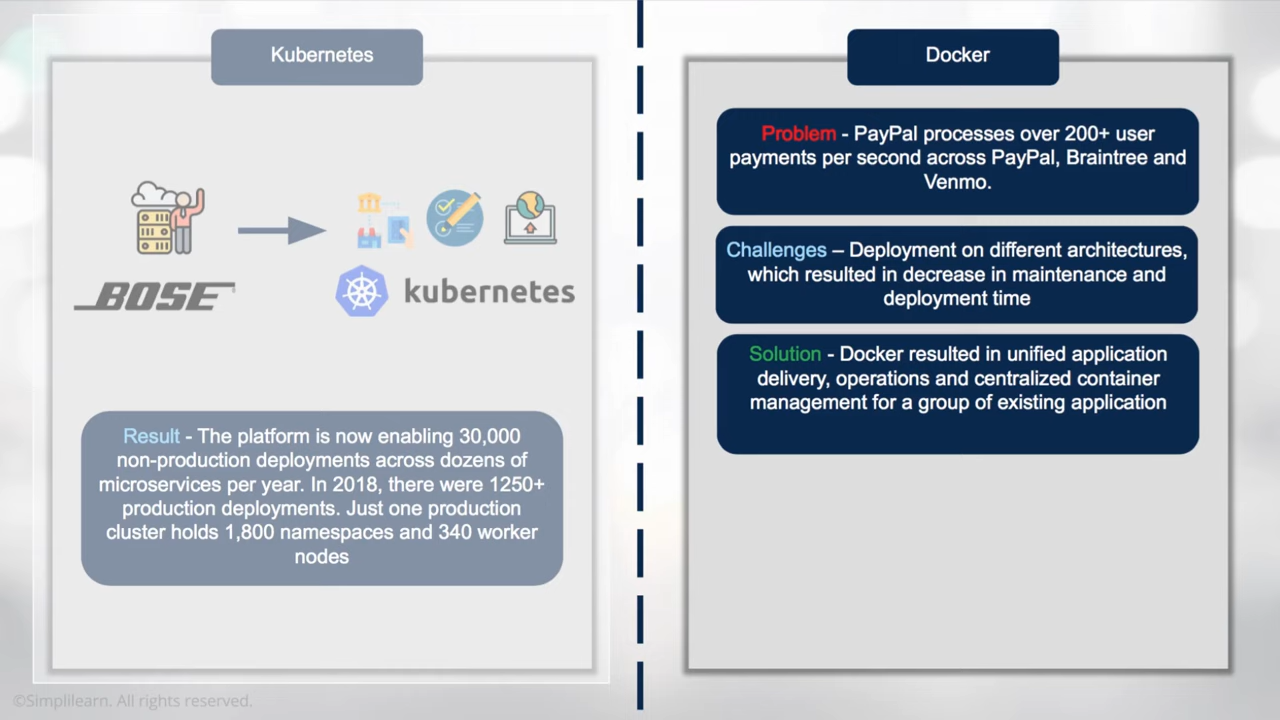 Kubernetes
BOSE
kubernetes
Result - The platform is now enabling 30,000
non-production deployments across dozens of
microservices per year. In 2018, there were 1250+
production deployments. Just one production
cluster holds 1,800 namespaces and 340 worker
nodes
Docker
Problem - PayPal processes over 200+ user
payments per second across PayPal, Braintree and
Venmo.
Challenges – Deployment on different architectures,
which resulted in decrease in maintenance and
deployment time
Solution - Docker resulted in unified application
delivery, operations and centralized container
management for a group of existing application
©Simplilearn. All rights reserved.